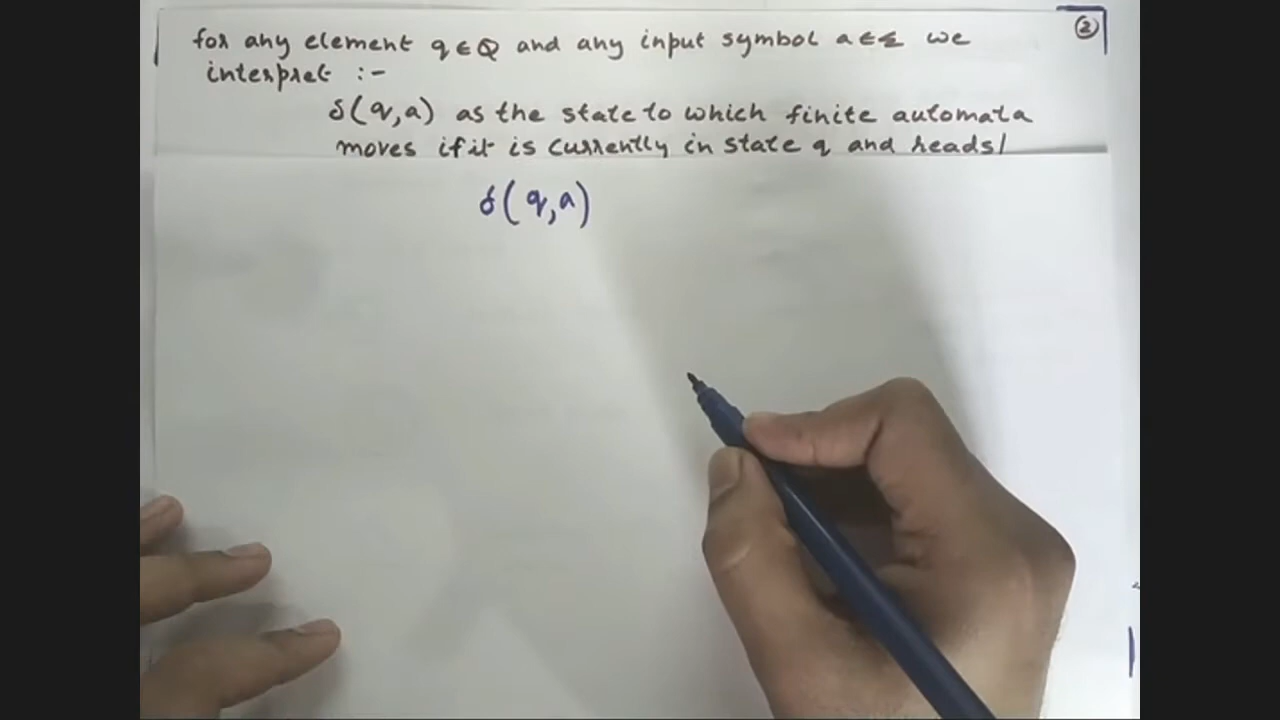 ②
for any element q ∈ Q and any input symbol a ∈ Σ we
interpret :-
δ(q,a) as the state to which finite automata
moves if it is currently in state q and reads/
δ(q,a)